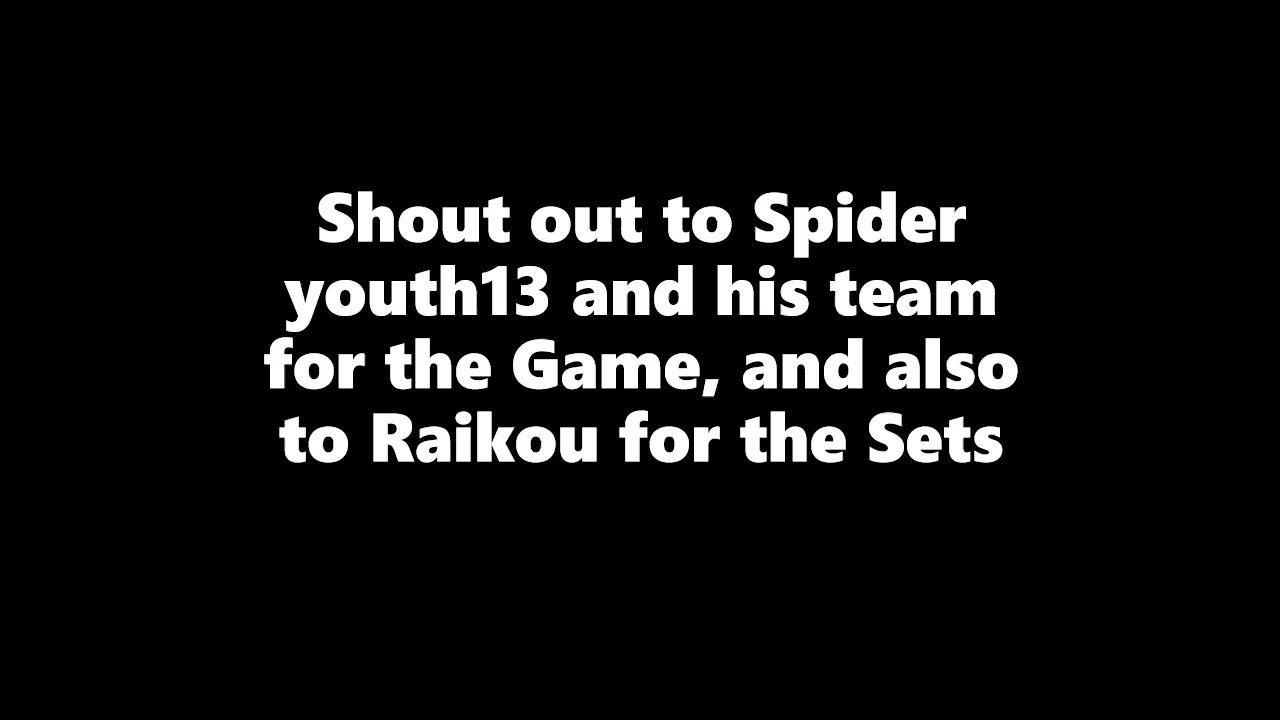 Shout out to Spider
youth13 and his team
for the Game, and also
to Raikou for the Sets